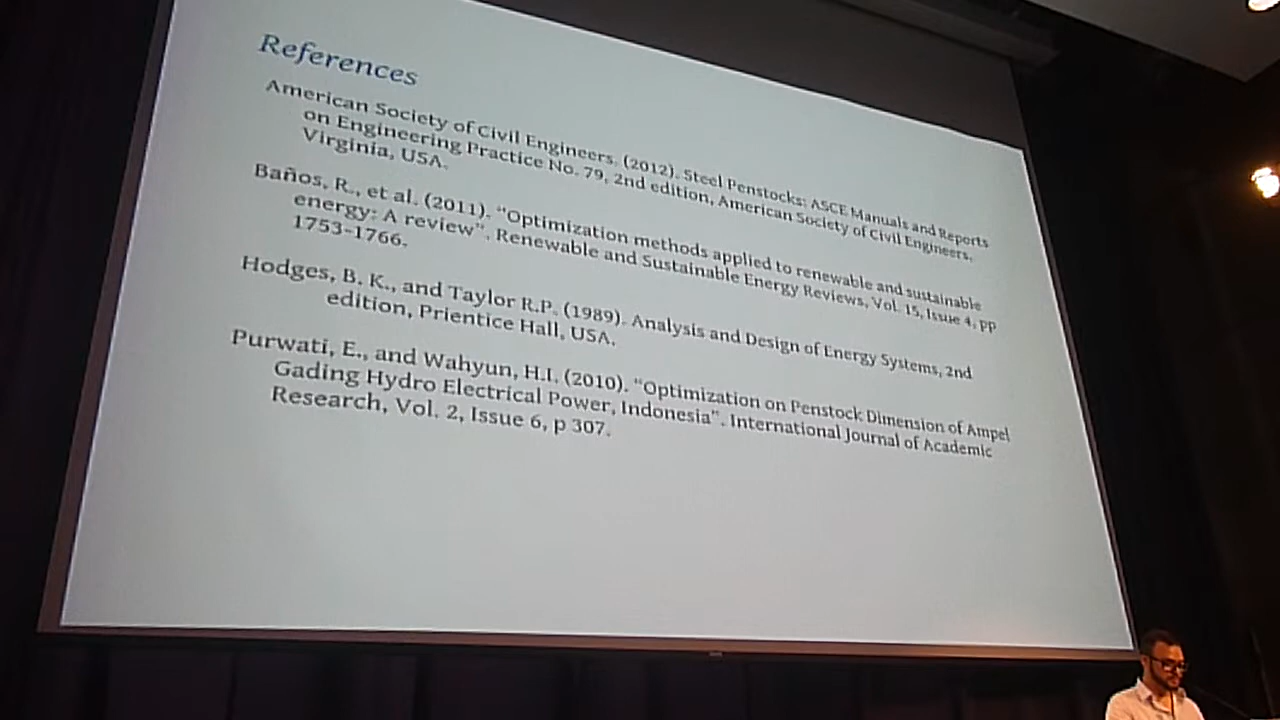 References
American Society of Civil Engineers. (2012). Steel Penstocks: ASCE Manuals and Reports
on Engineering Practice No. 79, 2nd edition, American Society of Civil Engineers,
Virginia, USA.
Baños, R., et al. (2011). "Optimization methods applied to renewable and sustainable
energy: A review". Renewable and Sustainable Energy Reviews, Vol. 15, Issue 4, pp
1753-1766.
Hodges, B. K., and Taylor R.P. (1989). Analysis and Design of Energy Systems, 2nd
edition, Prientice Hall, USA.
Purwati, E., and Wahyun, H.I. (2010). "Optimization on Penstock Dimension of Ampel
Gading Hydro Electrical Power, Indonesia". International Journal of Academic
Research, Vol. 2, Issue 6, p 307.